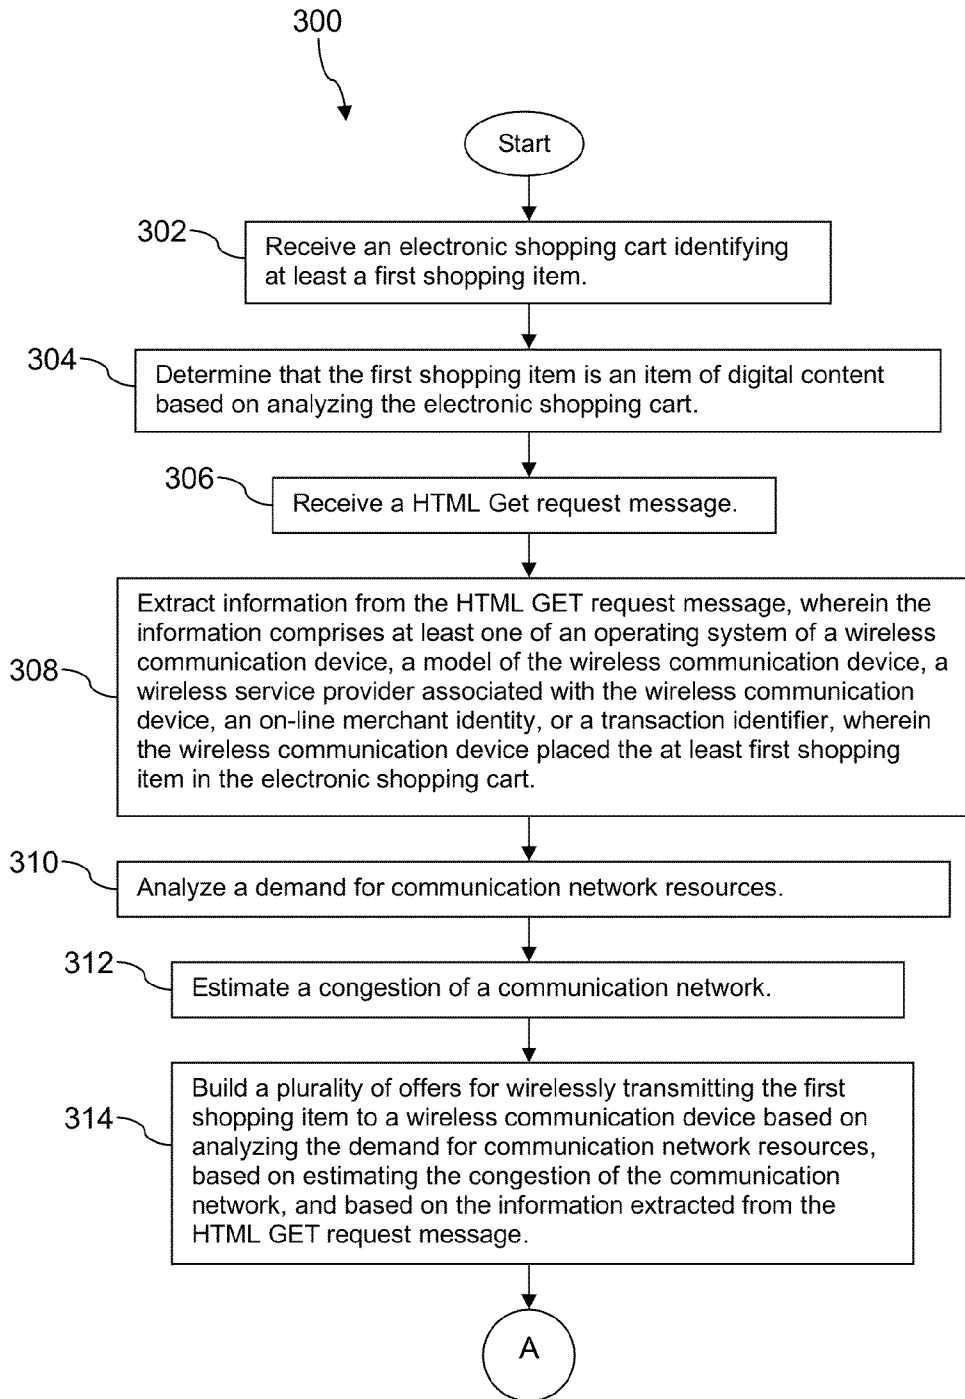 300
Start
302
Receive an electronic shopping cart identifying
at least a first shopping item.
304
Determine that the first shopping item is an item of digital content
based on analyzing the electronic shopping cart.
306
Receive a HTML Get request message.
308
Extract information from the HTML GET request message, wherein the
information comprises at least one of an operating system of a wireless
communication device, a model of the wireless communication device, a
wireless service provider associated with the wireless communication
device, an on-line merchant identity, or a transaction identifier, wherein
the wireless communication device placed the at least first shopping
item in the electronic shopping cart.
310
Analyze a demand for communication network resources.
312
Estimate a congestion of a communication network.
314
Build a plurality of offers for wirelessly transmitting the first
shopping item to a wireless communication device based on
analyzing the demand for communication network resources,
based on estimating the congestion of the communication
network, and based on the information extracted from the
HTML GET request message.
A